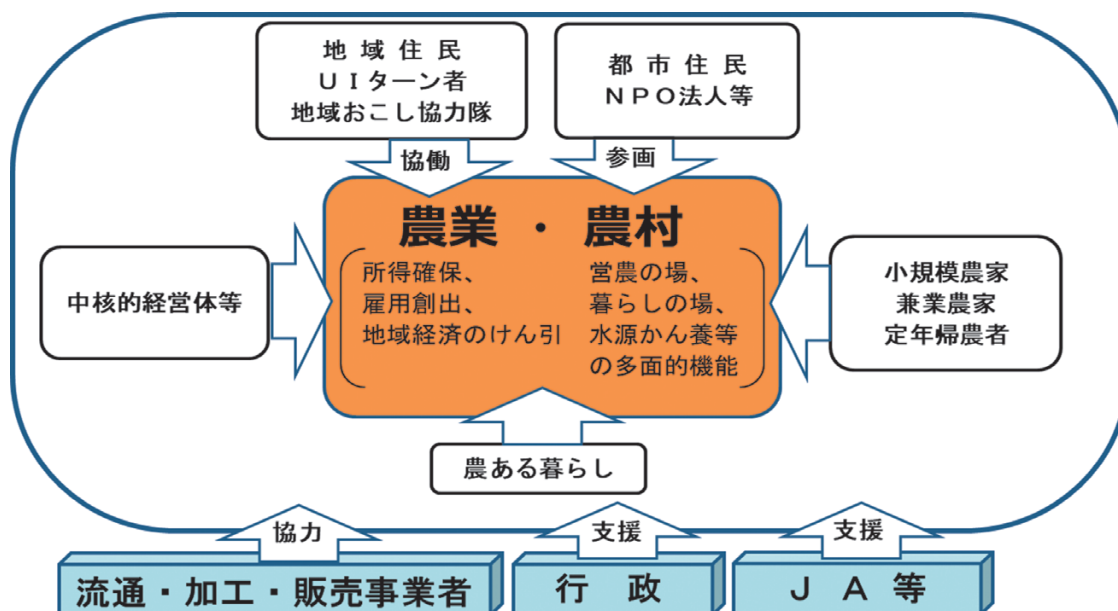 地域住民
UIターン者
地域おこし協力隊
都市住民
NPO法人等
協働
参画
農業・農村
所得確保、
雇用創出、
地域経済のけん引
営農の場、
暮らしの場、
水源かん養等
の多面的機能
中核的経営体等
小規模農家
兼業農家
定年帰農者
農ある暮らし
協力
支援
支援
流通・加工・販売事業者
行政
JA等